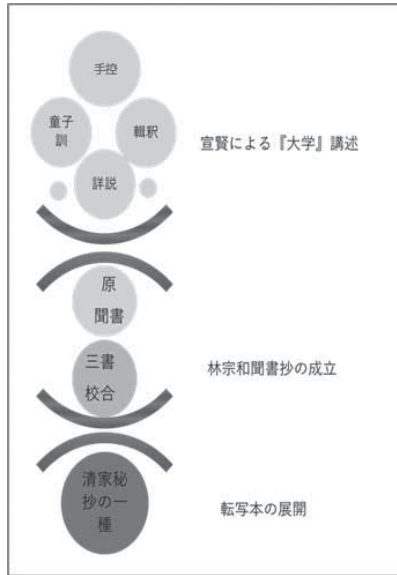 手控
童子
訓
輯釈
詳説
宣賢による『大学』講述
原
聞書
三書
校合
林宗和聞書抄の成立
清家秘
抄の一
種
転写本の展開